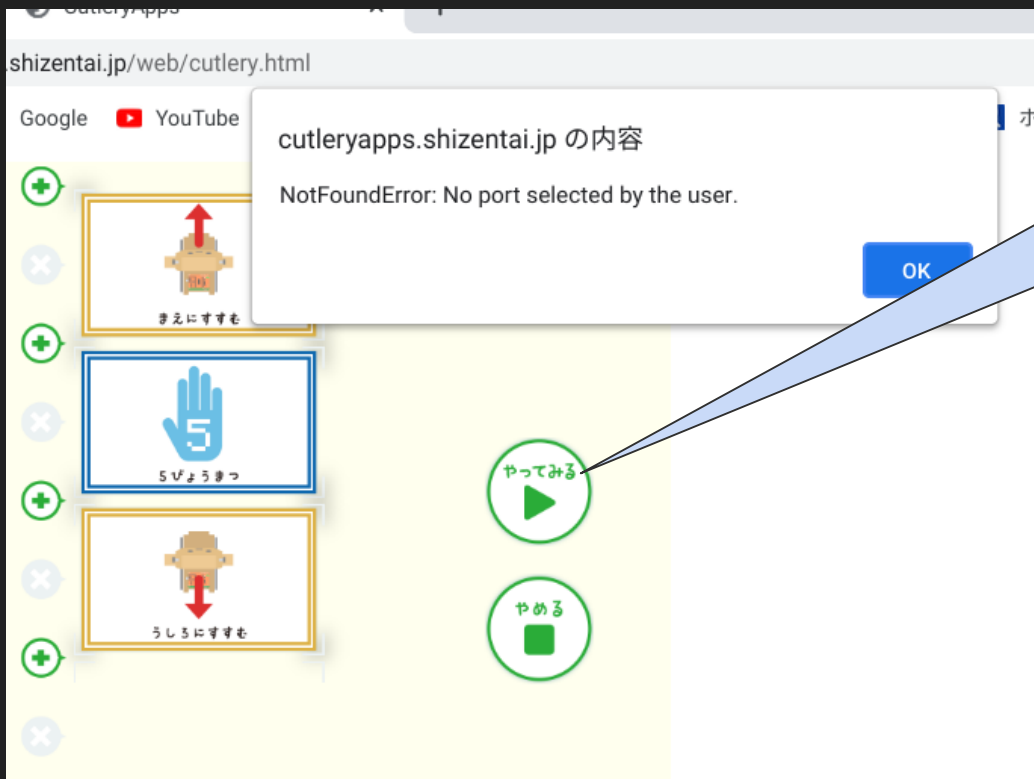 CutleryApps
.shizentai.jp/web/cutlery.html
Google YouTube
cutleryapps.shizentai.jp の内容
NotFoundError: No port selected by the user.
OK
まえにすすむ
5
5びょうまつ
うしろにすすむ
やってみる
やめる